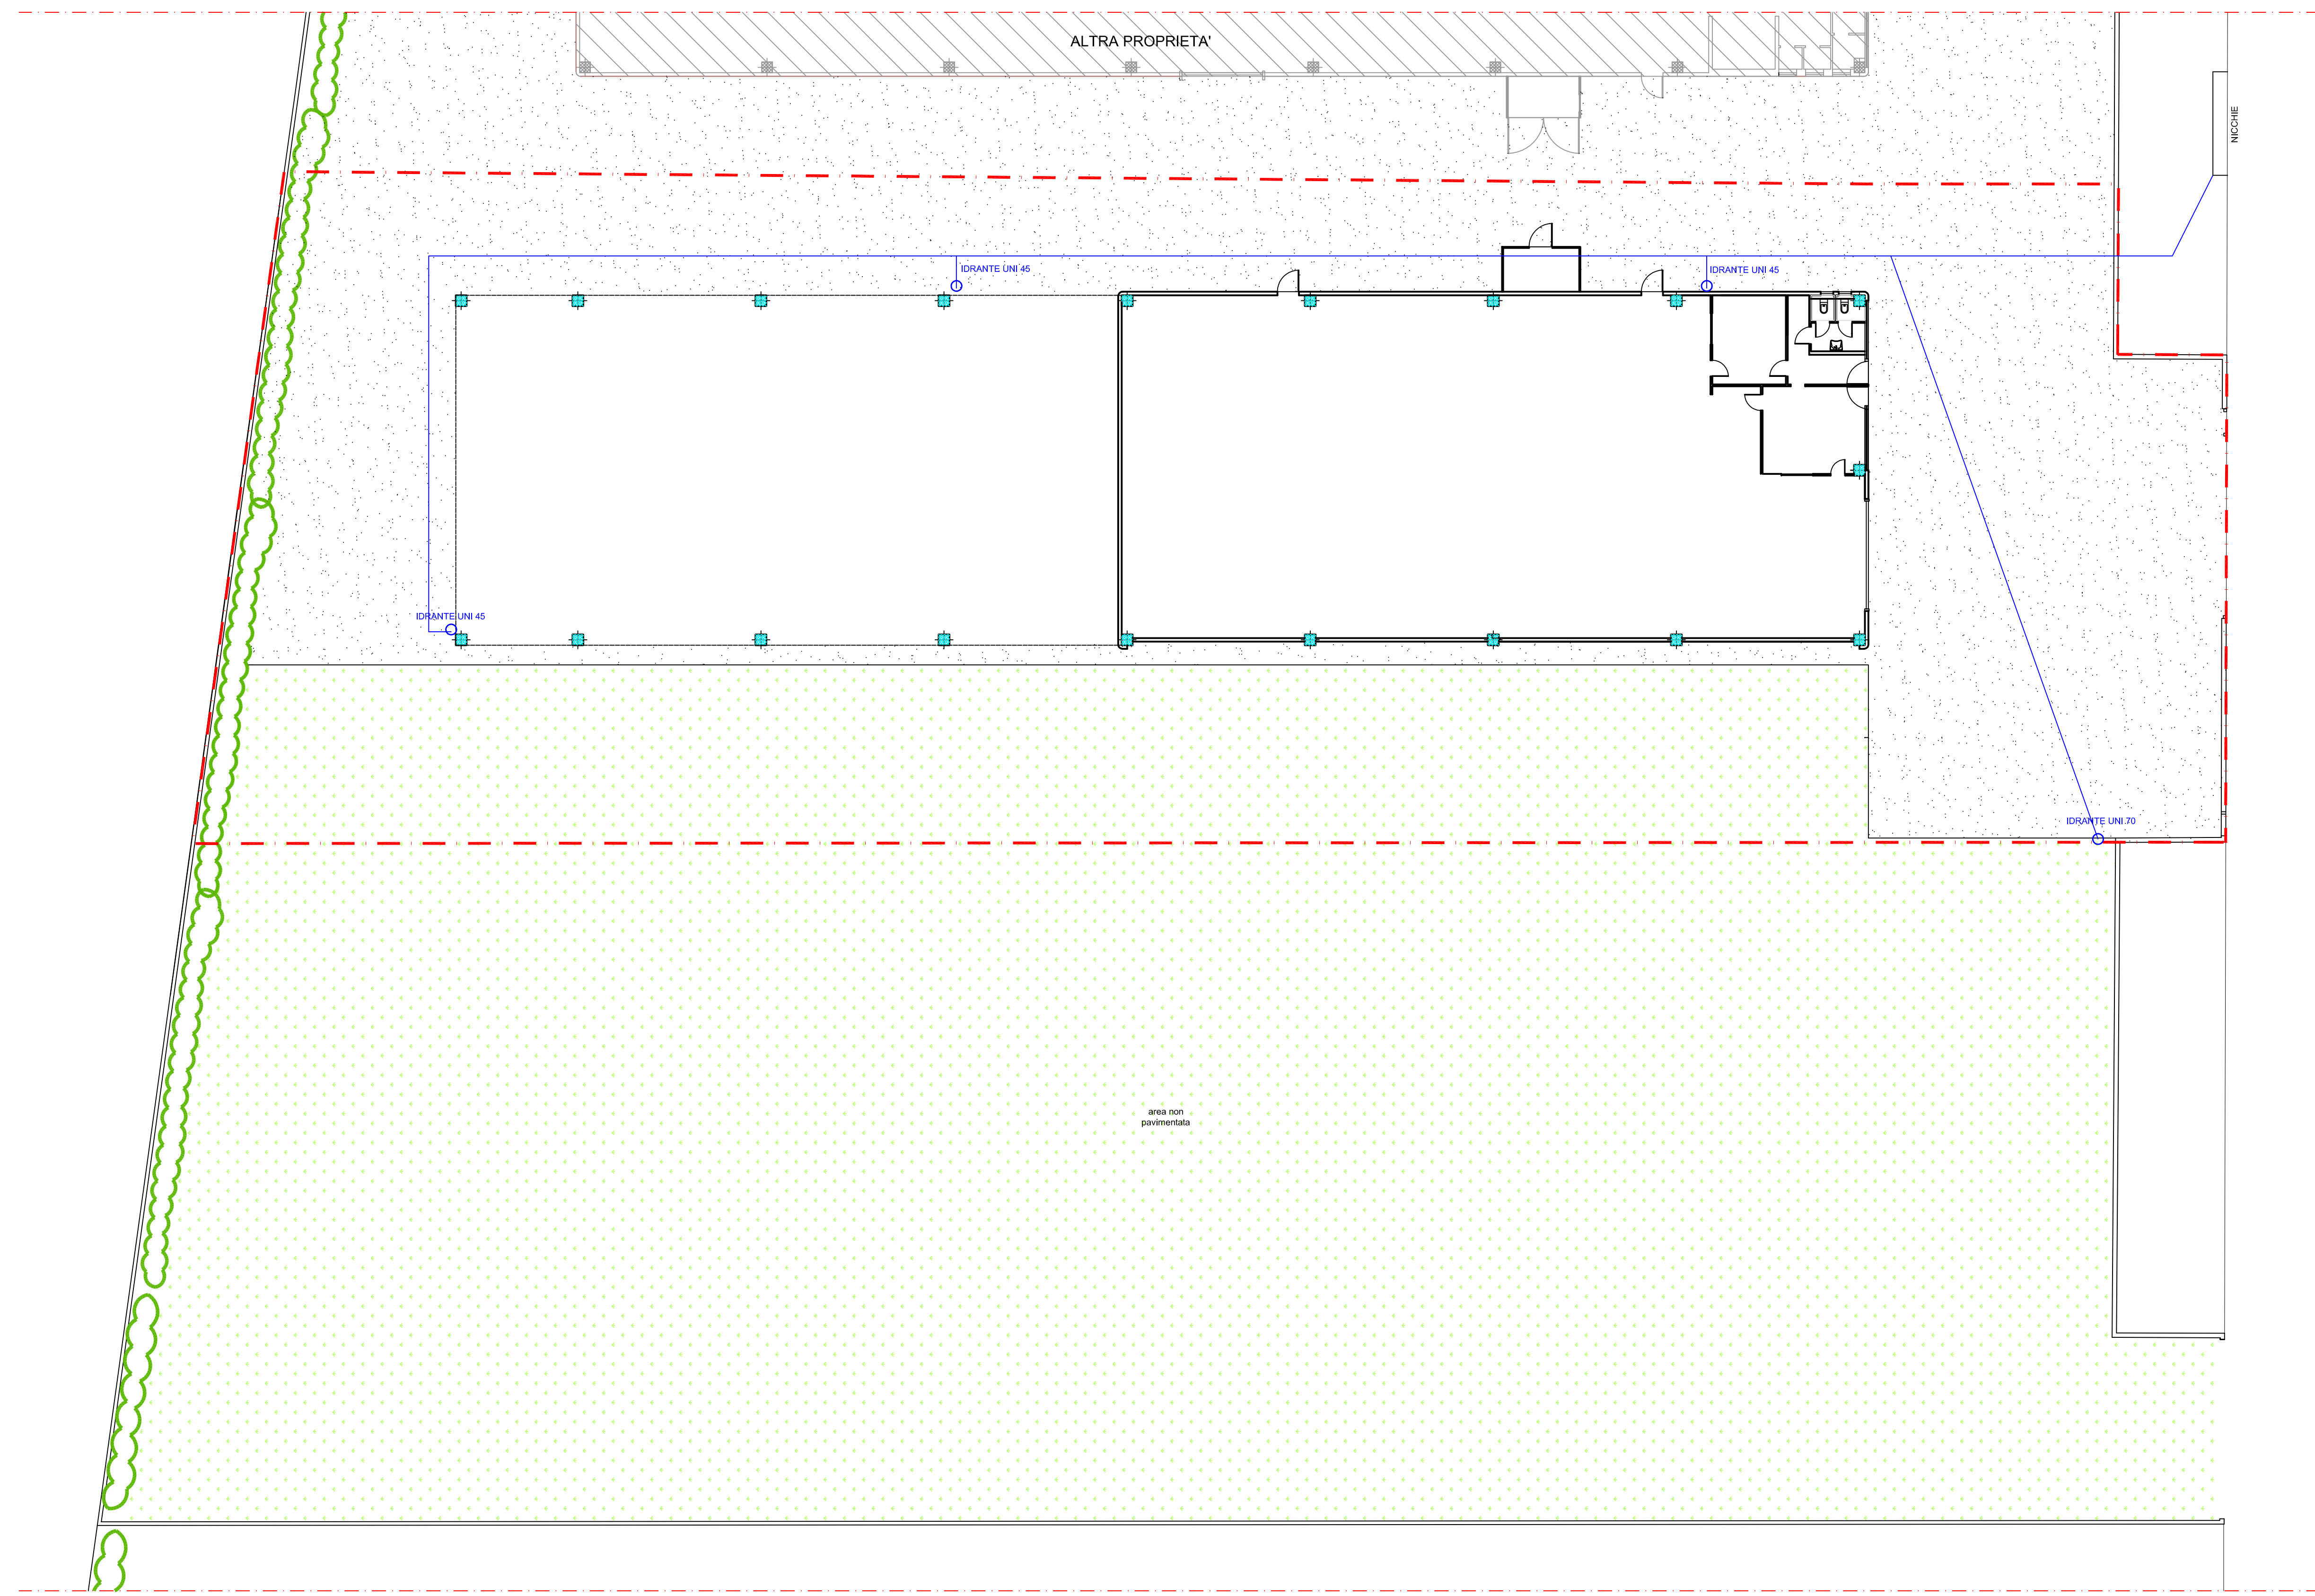 ALTRA PROPRIETA'
NICCHIE
IDRANTE UNI 45
IDRANTE UNI 45
IDRANTE UNI 45
IDRANTE UNI 70
area non
pavimentata